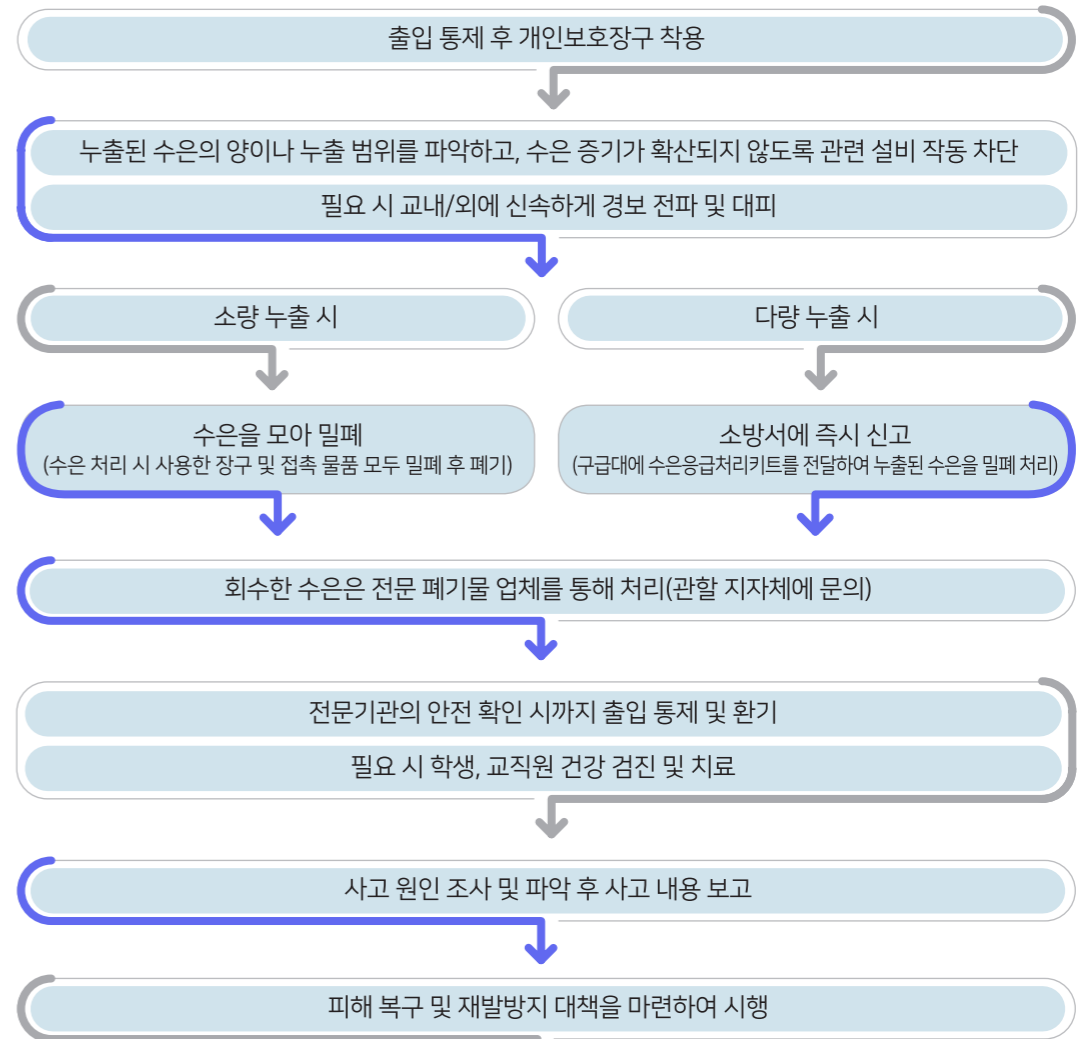 출입 통제 후 개인보호장구 착용
누출된 수은의 양이나 누출 범위를 파악하고, 수은 증기가 확산되지 않도록 관련 설비 작동 차단
필요 시 교내/외에 신속하게 경보 전파 및 대피
소량 누출 시
다량 누출 시
수은을 모아 밀폐
(수은 처리 시 사용한 장구 및 접촉 물품 모두 밀폐 후 폐기)
소방서에 즉시 신고
(구급대에 수은응급처리키트를 전달하여 누출된 수은을 밀폐 처리)
회수한 수은은 전문 폐기물 업체를 통해 처리(관할 지자체에 문의)
전문기관의 안전 확인 시까지 출입 통제 및 환기
필요 시 학생, 교직원 건강 검진 및 치료
사고 원인 조사 및 파악 후 사고 내용 보고
피해 복구 및 재발방지 대책을 마련하여 시행